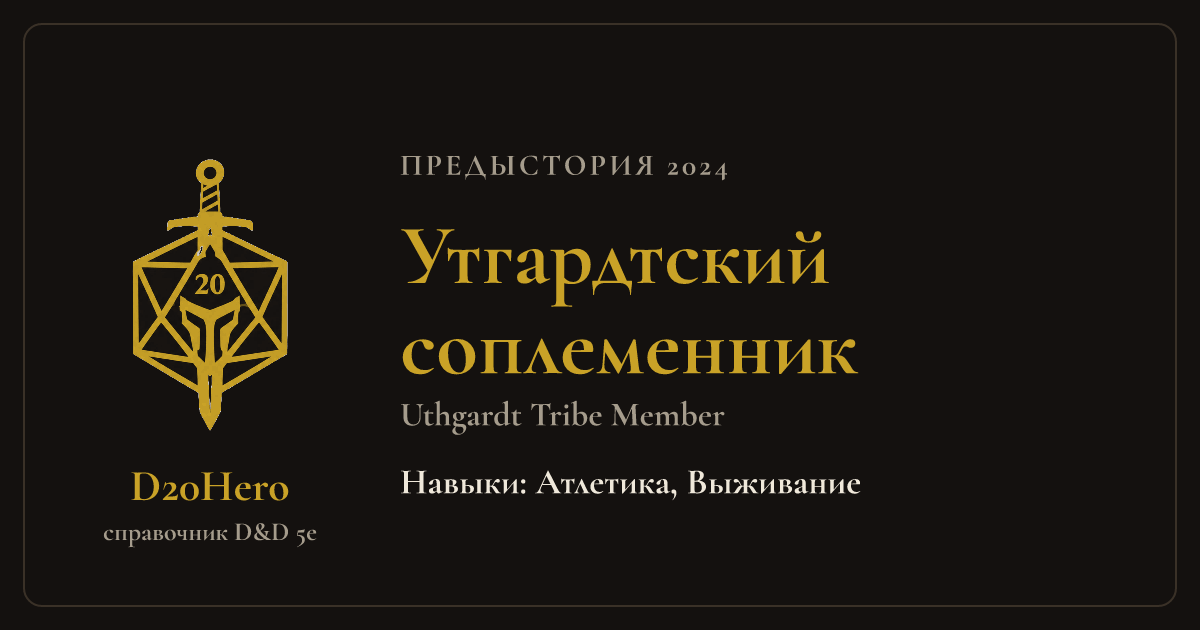 20
D20Hero
справочник D&D 5e
ПРЕДЫСТОРИЯ 2024
Утгардтский
соплеменник
Uthgardt Tribe Member
Навыки: Атлетика, Выживание